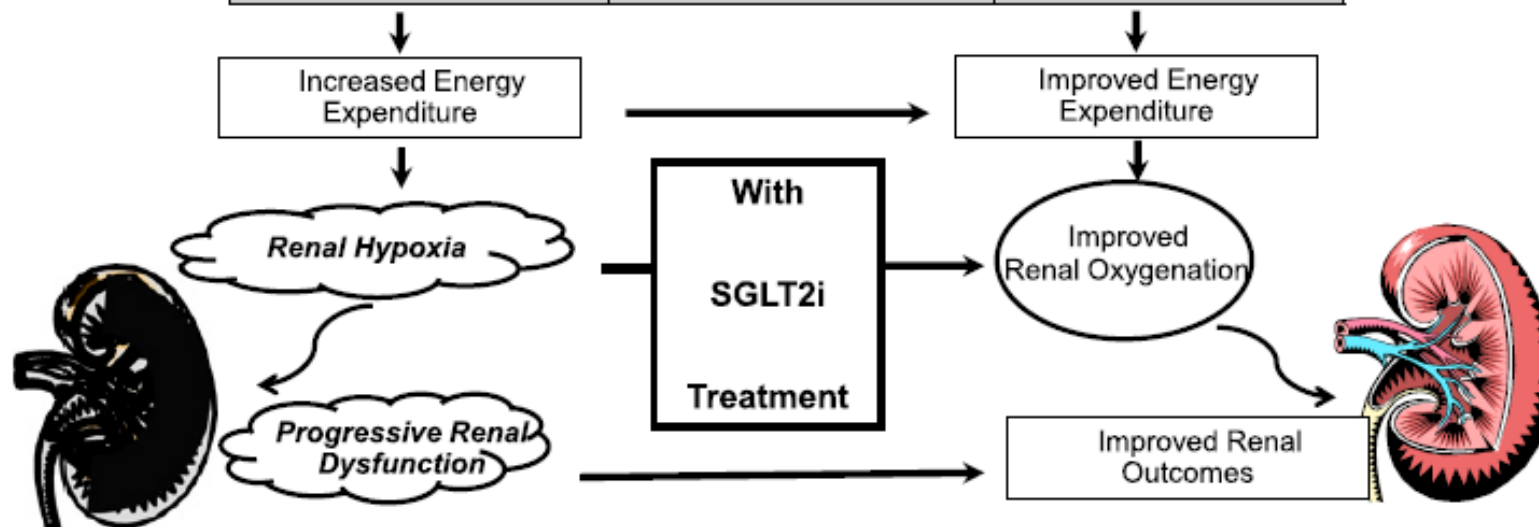 Increased Energy
Expenditure
Improved Energy
Expenditure
Renal Hypoxia
With
SGLT2i
Treatment
Improved
Renal Oxygenation
Progressive Renal
Dysfunction
Improved Renal
Outcomes